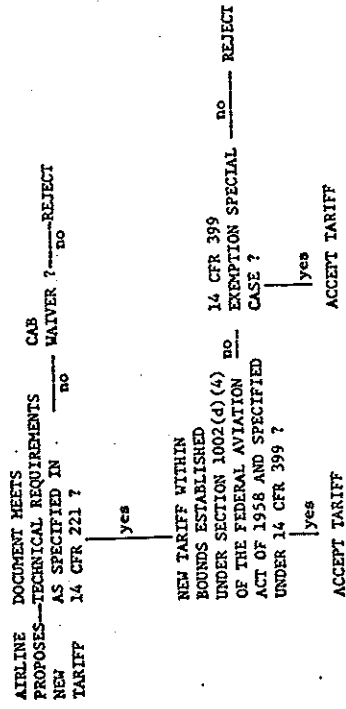 AIRLINE DOCUMENT MEETS CAB
PROPOSES—TECHNICAL REQUIREMENTS no WAIVER ?—REJECT
NEW AS SPECIFIED IN no
TARIFF 14 CFR 221 ?
yes
NEW TARIFF WITHIN
BOUNDS ESTABLISHED
UNDER SECTION 1002(d)(4) no 14 CFR 399 no
OF THE FEDERAL AVIATION EXEMPTION SPECIAL REJECT
ACT OF 1958 AND SPECIFIED CASE ?
UNDER 14 CFR 399 ?
yes yes
ACCEPT TARIFF ACCEPT TARIFF